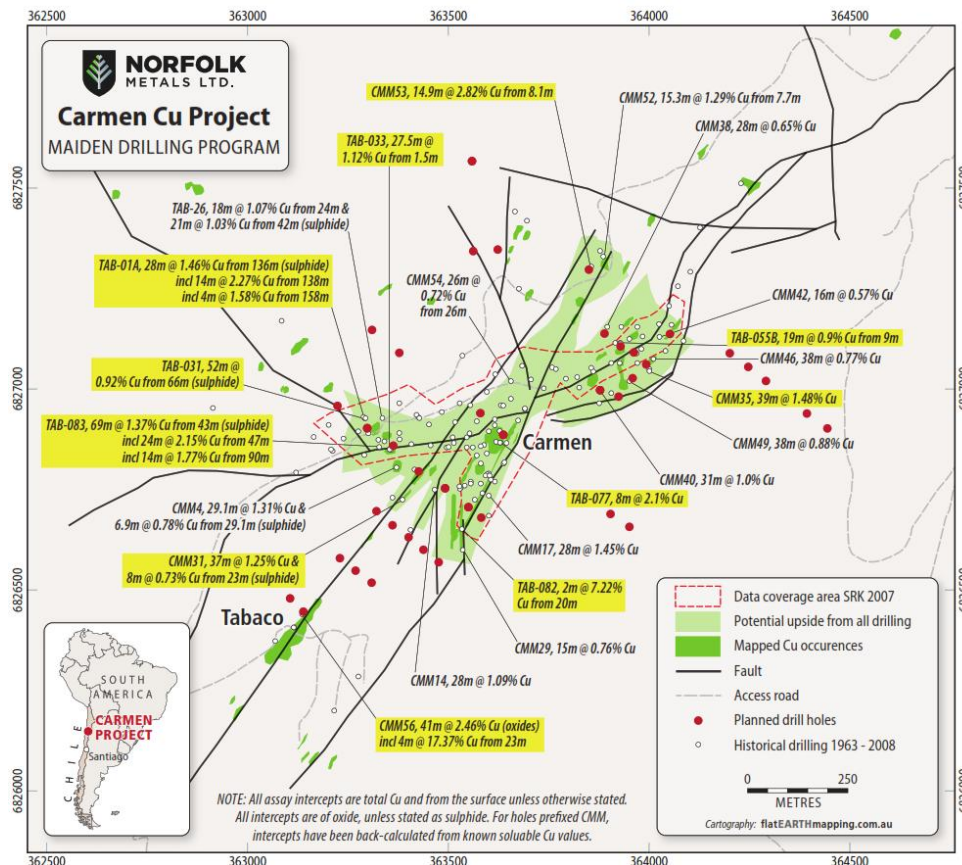 362500
363000
363500
364000
364500
NORFOLK
METALS LTD.
Carmen Cu Project
MAIDEN DRILLING PROGRAM
CMM53, 14.9m @ 2.82% Cu from 8.1m
CMM52, 15.3m @ 1.29% Cu from 7.7m
CMM38, 28m @ 0.65% Cu
TAB-033, 27.5m @
1.12% Cu from 1.5m
6827500
6827500
TAB-26, 18m @ 1.07% Cu from 24m &
21m @ 1.03% Cu from 42m (sulphide)
TAB-01A, 28m @ 1.46% Cu from 136m (sulphide)
incl 14m @ 2.27% Cu from 138m
incl 4m @ 1.58% Cu from 158m
CMM54, 26m @
0.72% Cu
from 26m
CMM42, 16m @ 0.57% Cu
TAB-055B, 19m @ 0.9% Cu from 9m
CMM46, 38m @ 0.77% Cu
TAB-031, 52m @
0.92% Cu from 66m (sulphide)
6827000
6827000
CMM35, 39m @ 1.48% Cu
TAB-083, 69m @ 1.37% Cu from 43m (sulphide)
incl 24m @ 2.15% Cu from 47m
incl 14m @ 1.77% Cu from 90m
Carmen
CMM49, 38m @ 0.88% Cu
CMM40, 31m @ 1.0% Cu
TAB-077, 8m @ 2.1% Cu
CMM4, 29.1m @ 1.31% Cu &
6.9m @ 0.78% Cu from 29.1m (sulphide)
CMM17, 28m @ 1.45% Cu
CMM31, 37m @ 1.25% Cu &
8m @ 0.73% Cu from 23m (sulphide)
TAB-082, 2m @ 7.22%
Cu from 20m
6826500
6826500
Tabaco
CMM29, 15m @ 0.76% Cu
CMM14, 28m @ 1.09% Cu
CMM56, 41m @ 2.46% Cu (oxides)
incl 4m @ 17.37% Cu from 23m
SOUTH
AMERICA
CARMEN
PROJECT
Santiago
CHILE
Data coverage area SRK 2007
Potential upside from all drilling
Mapped Cu occurences
Fault
Access road
Planned drill holes
Historical drilling 1963 - 2008
0
250
METRES
Cartography: flatEARTHmapping.com.au
6826000
6826000
NOTE: All assay intercepts are total Cu and from the surface unless otherwise stated.
All intercepts are of oxide, unless stated as sulphide. For holes prefixed CMM,
intercepts have been back-calculated from known soluable Cu values.
362500
363000
363500
364000
364500